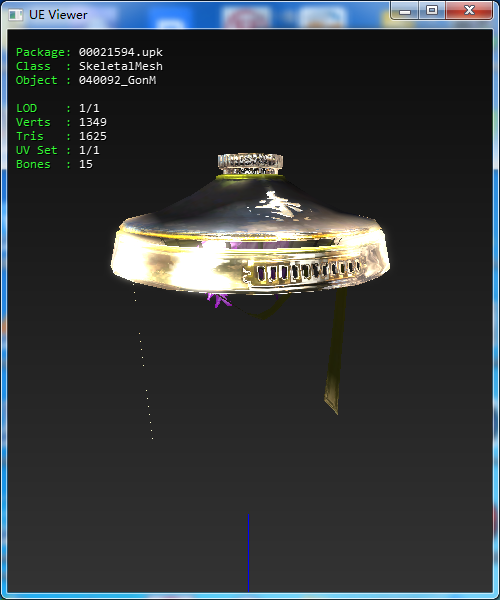 UE Viewer
Package: 00021594.upk
Class : SkeletalMesh
Object : 040092_GonM
LOD : 1/1
Verts : 1349
Tris : 1625
UV Set : 1/1
Bones : 15